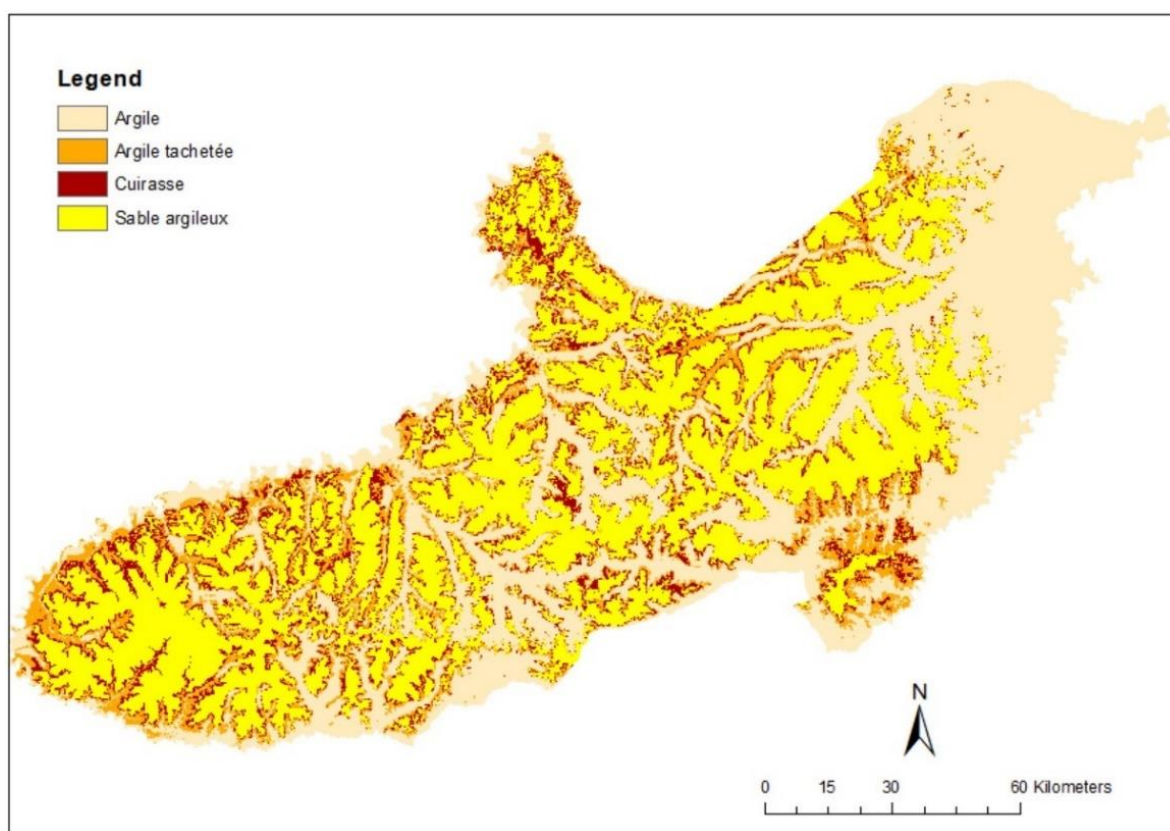 Legend
Argile
Argile tachetée
Cuirasse
Sable argileux
N
0 15 30 60 Kilometers